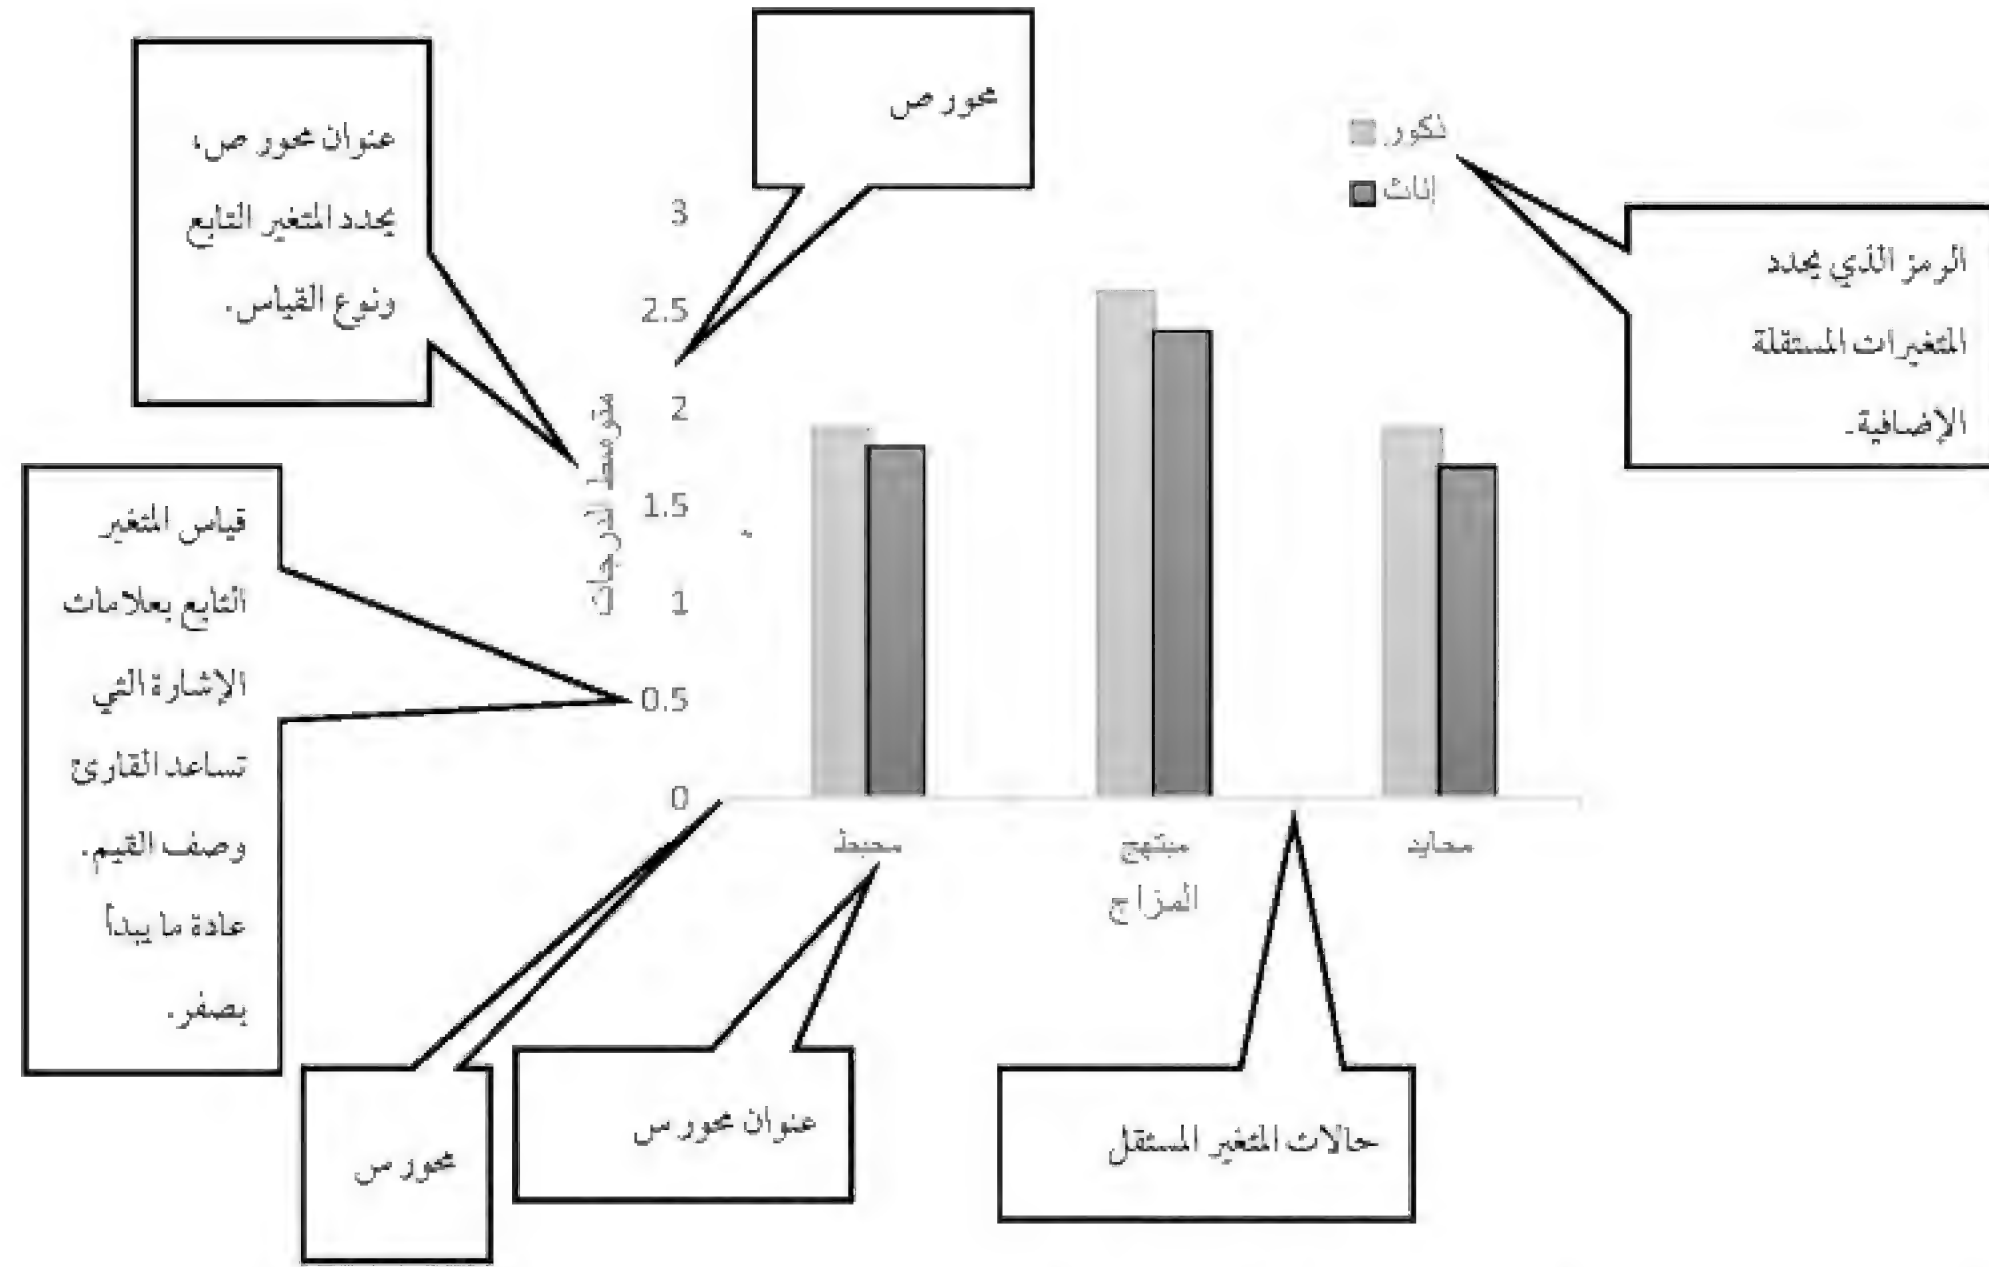 محور ص
عنوان محور ص،
يحدد المتغير التابع
ونوع القياس.
ذكور
إناث
الرمز الذي يحدد
المتغيرات المستقلة
الإضافية.
3
2.5
2
1.5
1
0.5
0
متوسط الدرجات
قياس المتغير
التابع بعلامات
الإشارة التي
تساعد القارئ
وصف القيم.
عادة ما يبدأ
بصفر.
محبط
مبتهج
محايد
المزاج
محور س
عنوان محور س
حالات المتغير المستقل